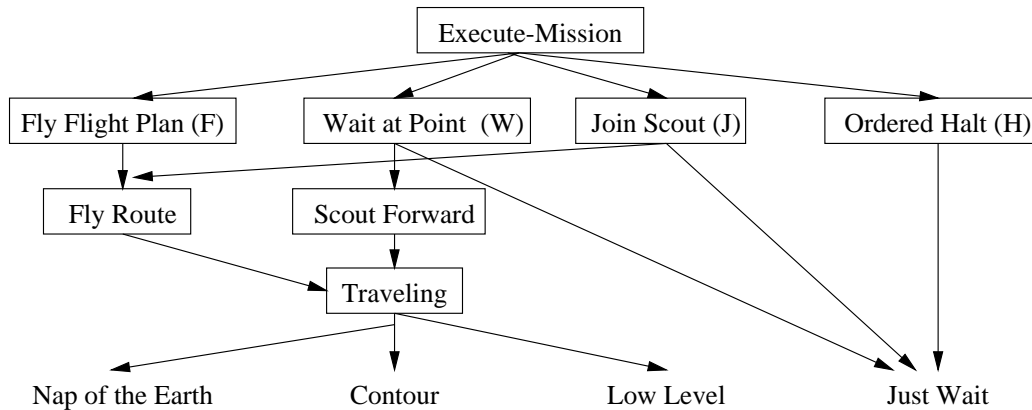 Execute-Mission
Fly Flight Plan (F)
Wait at Point (W)
Join Scout (J)
Ordered Halt (H)
Fly Route
Scout Forward
Traveling
Nap of the Earth
Contour
Low Level
Just Wait